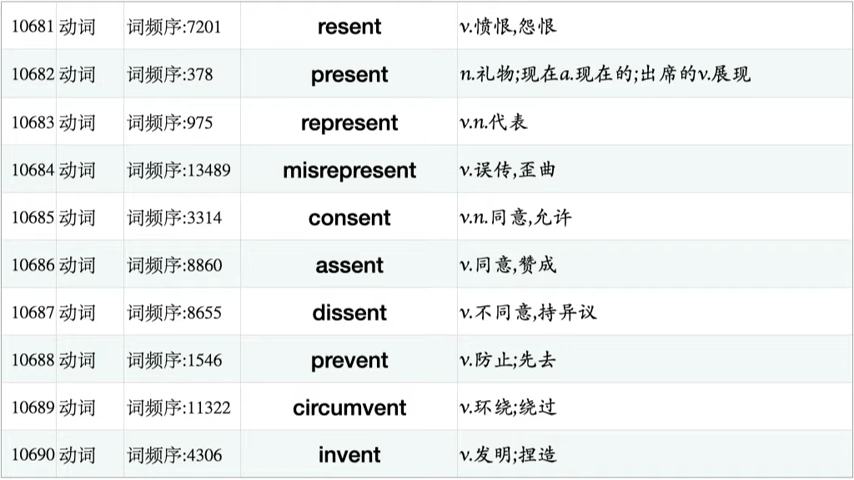 10681 动词 词频序:7201 resent v.愤恨,怨恨
10682 动词 词频序:378 present n.礼物;现在a.现在的;出席的v.展现
10683 动词 词频序:975 represent v.n.代表
10684 动词 词频序:13489 misrepresent v.误传,歪曲
10685 动词 词频序:3314 consent v.n.同意,允许
10686 动词 词频序:8860 assent v.同意,赞成
10687 动词 词频序:8655 dissent v.不同意,持异议
10688 动词 词频序:1546 prevent v.防止;先去
10689 动词 词频序:11322 circumvent v.环绕;绕过
10690 动词 词频序:4306 invent v.发明;捏造